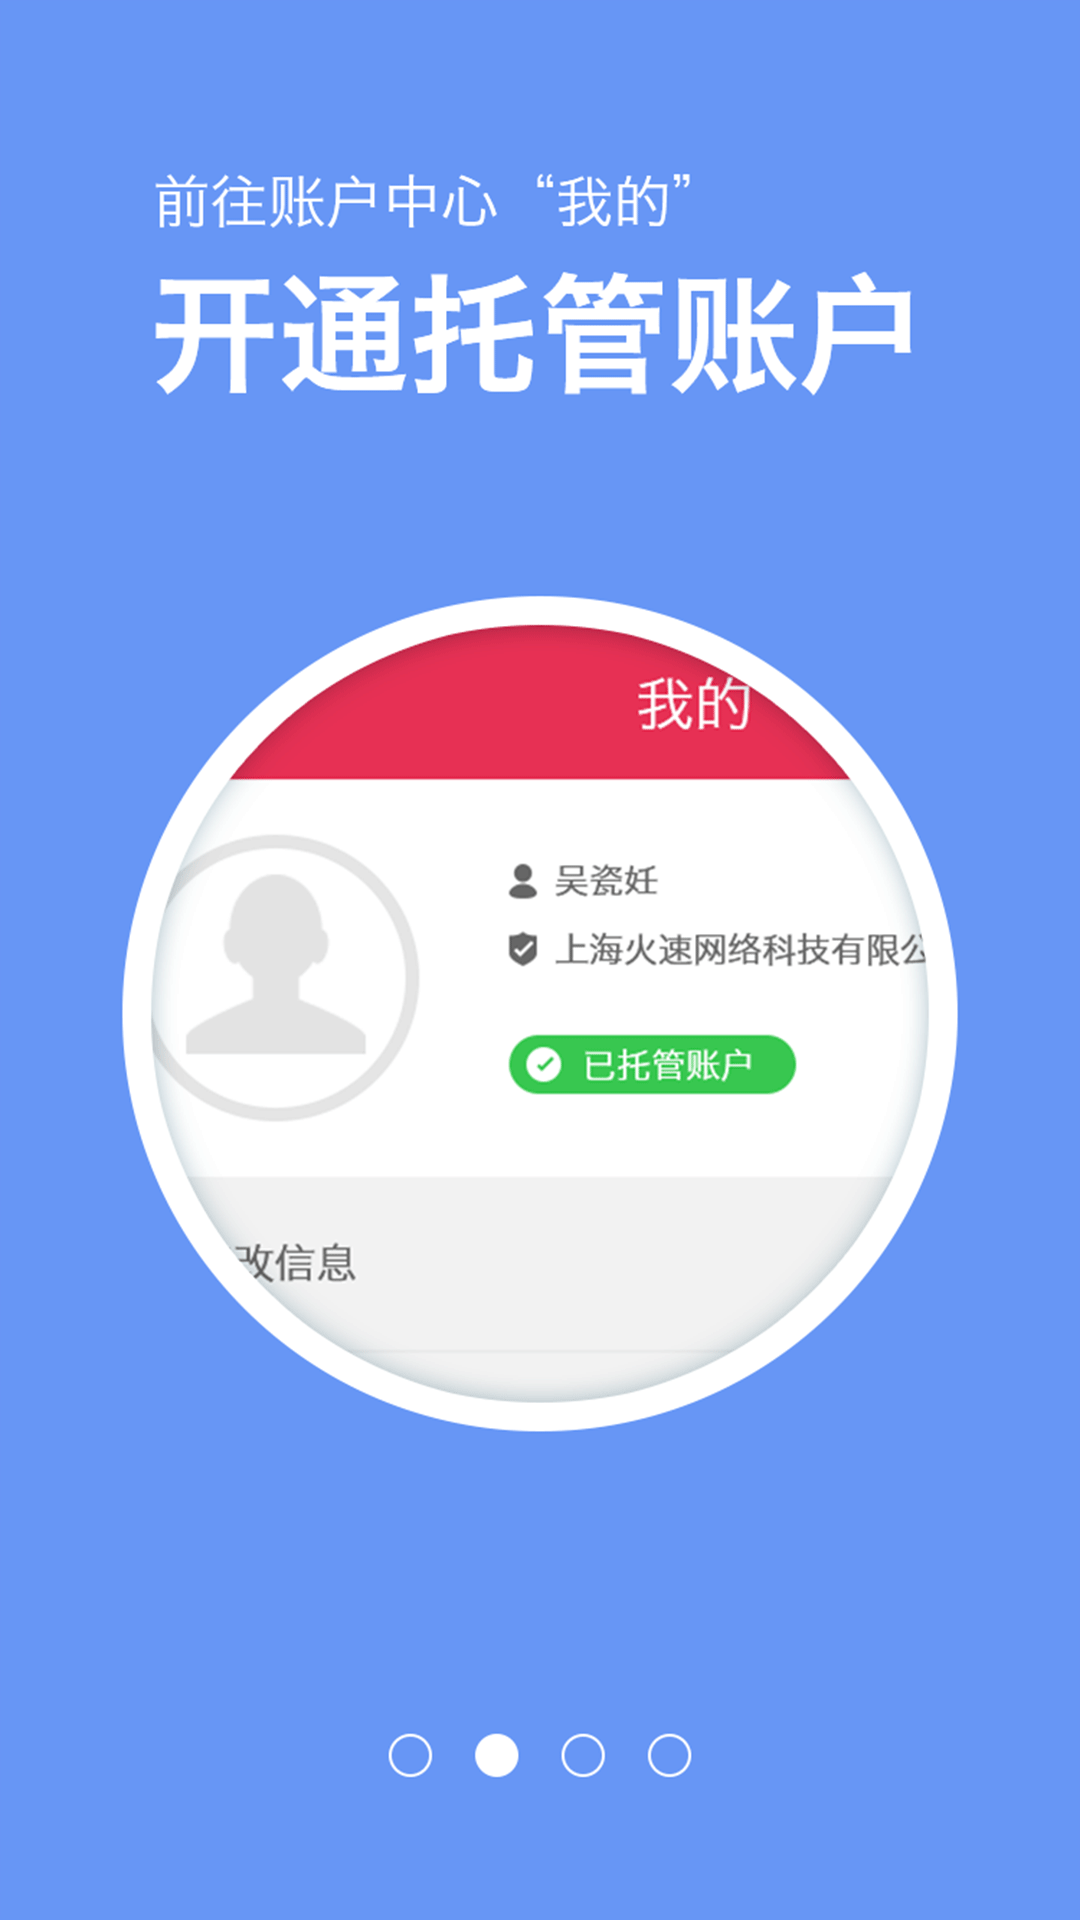 前往账户中心“我的”
开通托管账户
我的
吴瓷妊
上海火速网络科技有限公
已托管账户
改信息